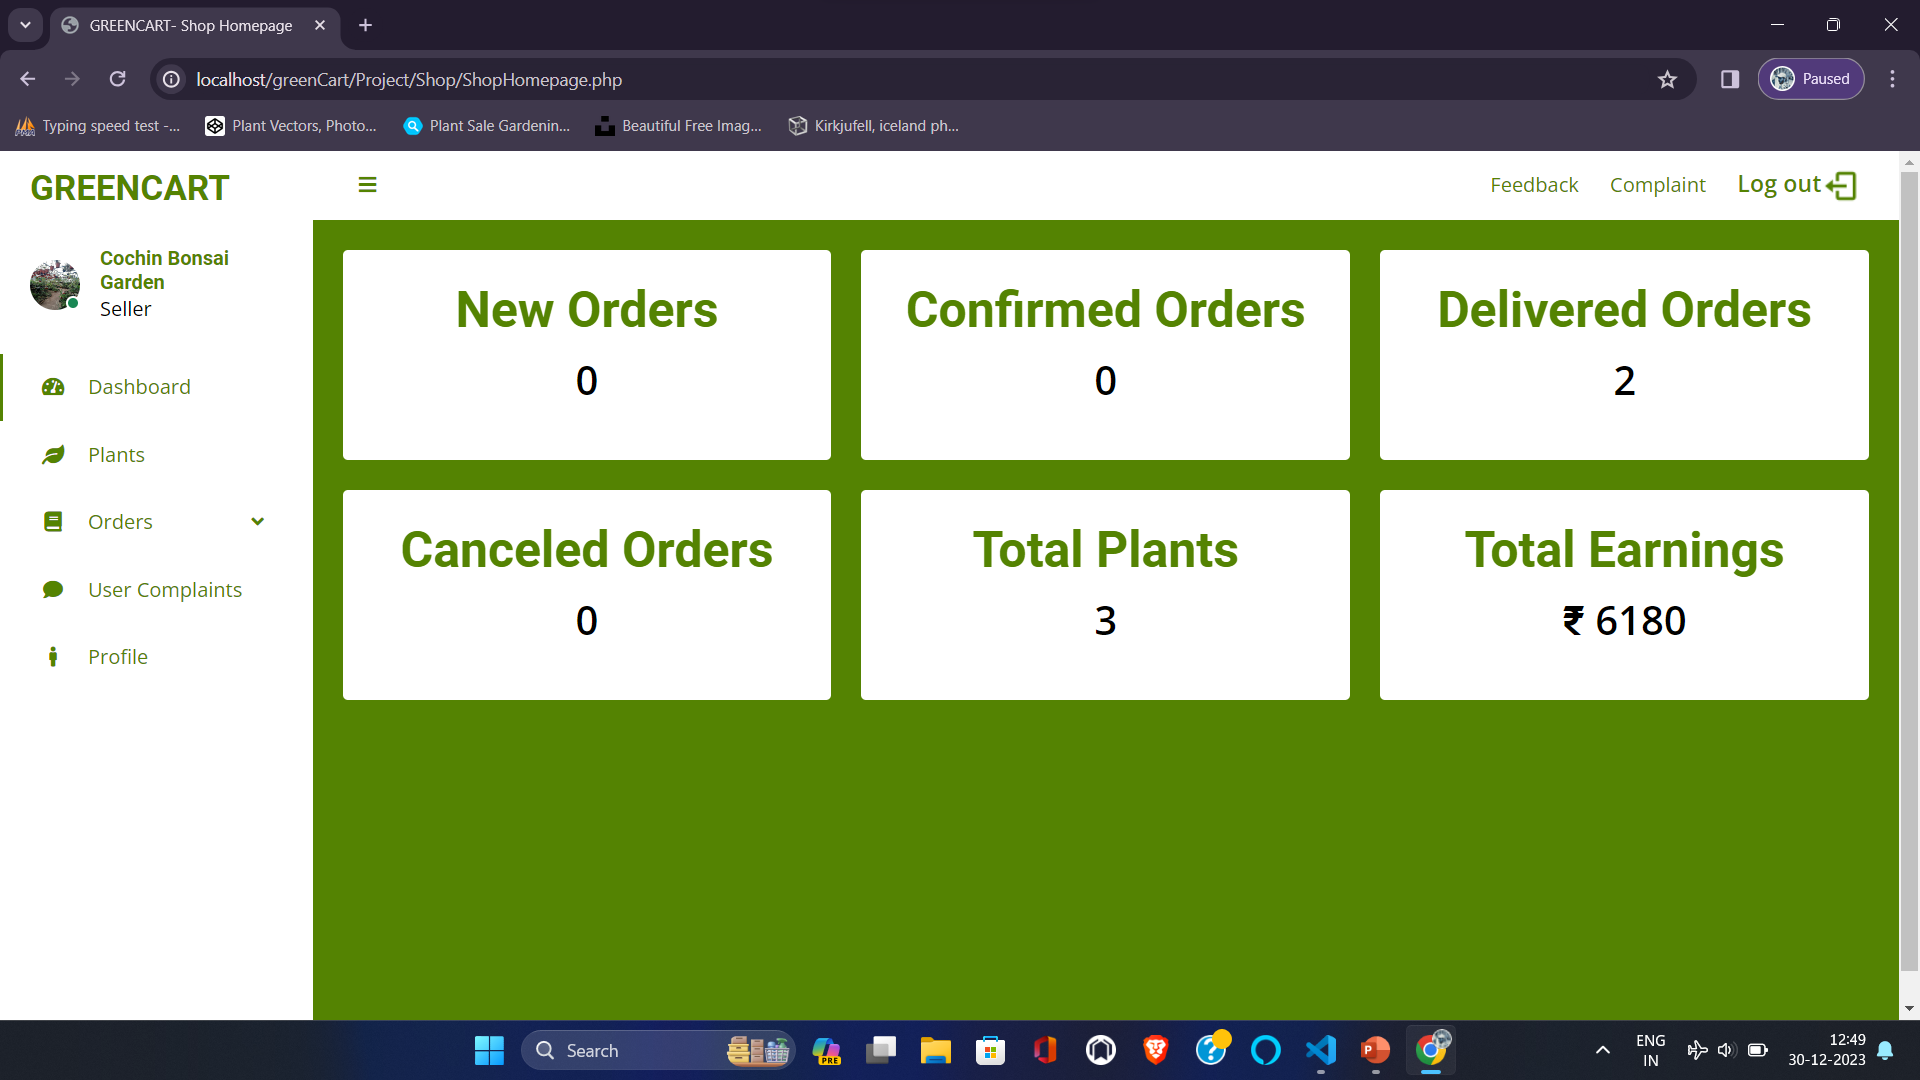 GREENCART- Shop Homepage
localhost/greenCart/Project/Shop/ShopHomepage.php
Paused
Typing speed test -...
Plant Vectors, Photo...
Plant Sale Gardenin...
Beautiful Free Imag...
Kirkjufell, iceland ph...
GREENCART
Feedback
Complaint
Log out
Cochin Bonsai
Garden
Seller
Dashboard
Plants
Orders
User Complaints
Profile
New Orders
0
Confirmed Orders
0
Delivered Orders
2
Canceled Orders
0
Total Plants
3
Total Earnings
₹ 6180
Search
PRE
ENG
IN
12:49
30-12-2023